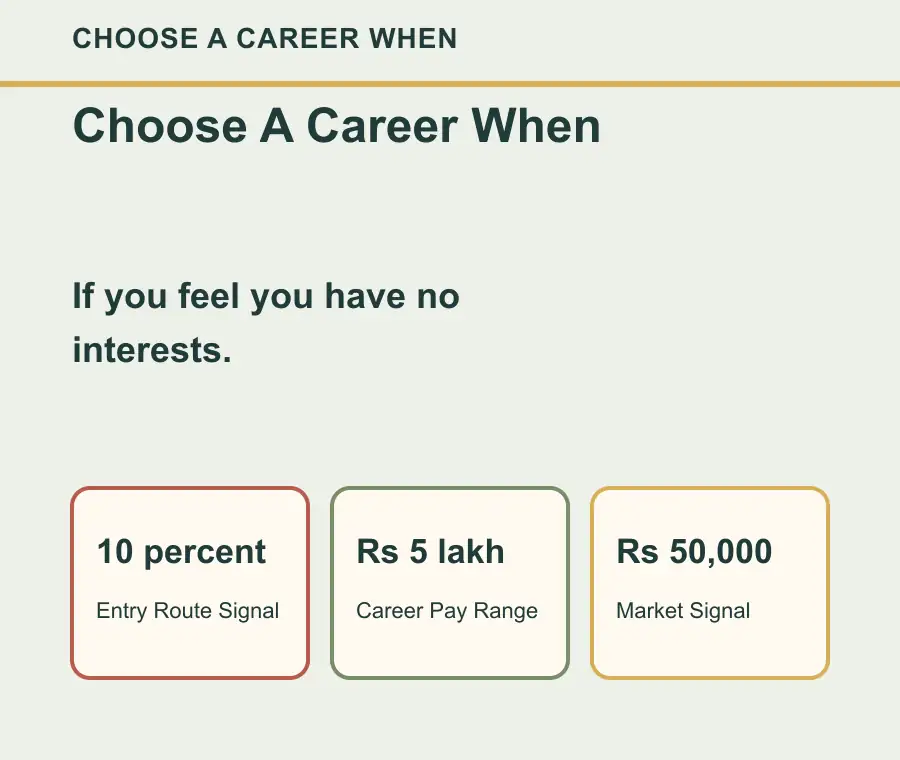 CHOOSE A CAREER WHEN
Choose A Career When
If you feel you have no
interests.
10 percent
Entry Route Signal
Rs 5 lakh
Career Pay Range
Rs 50,000
Market Signal